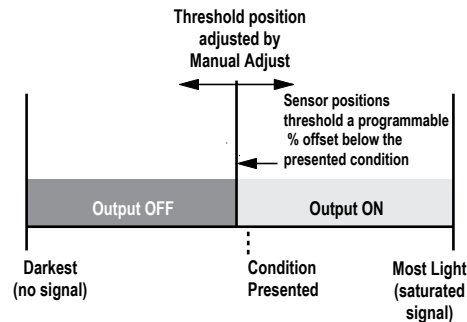 Threshold position
adjusted by
Manual Adjust
Sensor positions
threshold a programmable
% offset below the
presented condition
Output OFF
Output ON
Darkest
(no signal)
Condition
Presented
Most Light
(saturated
signal)